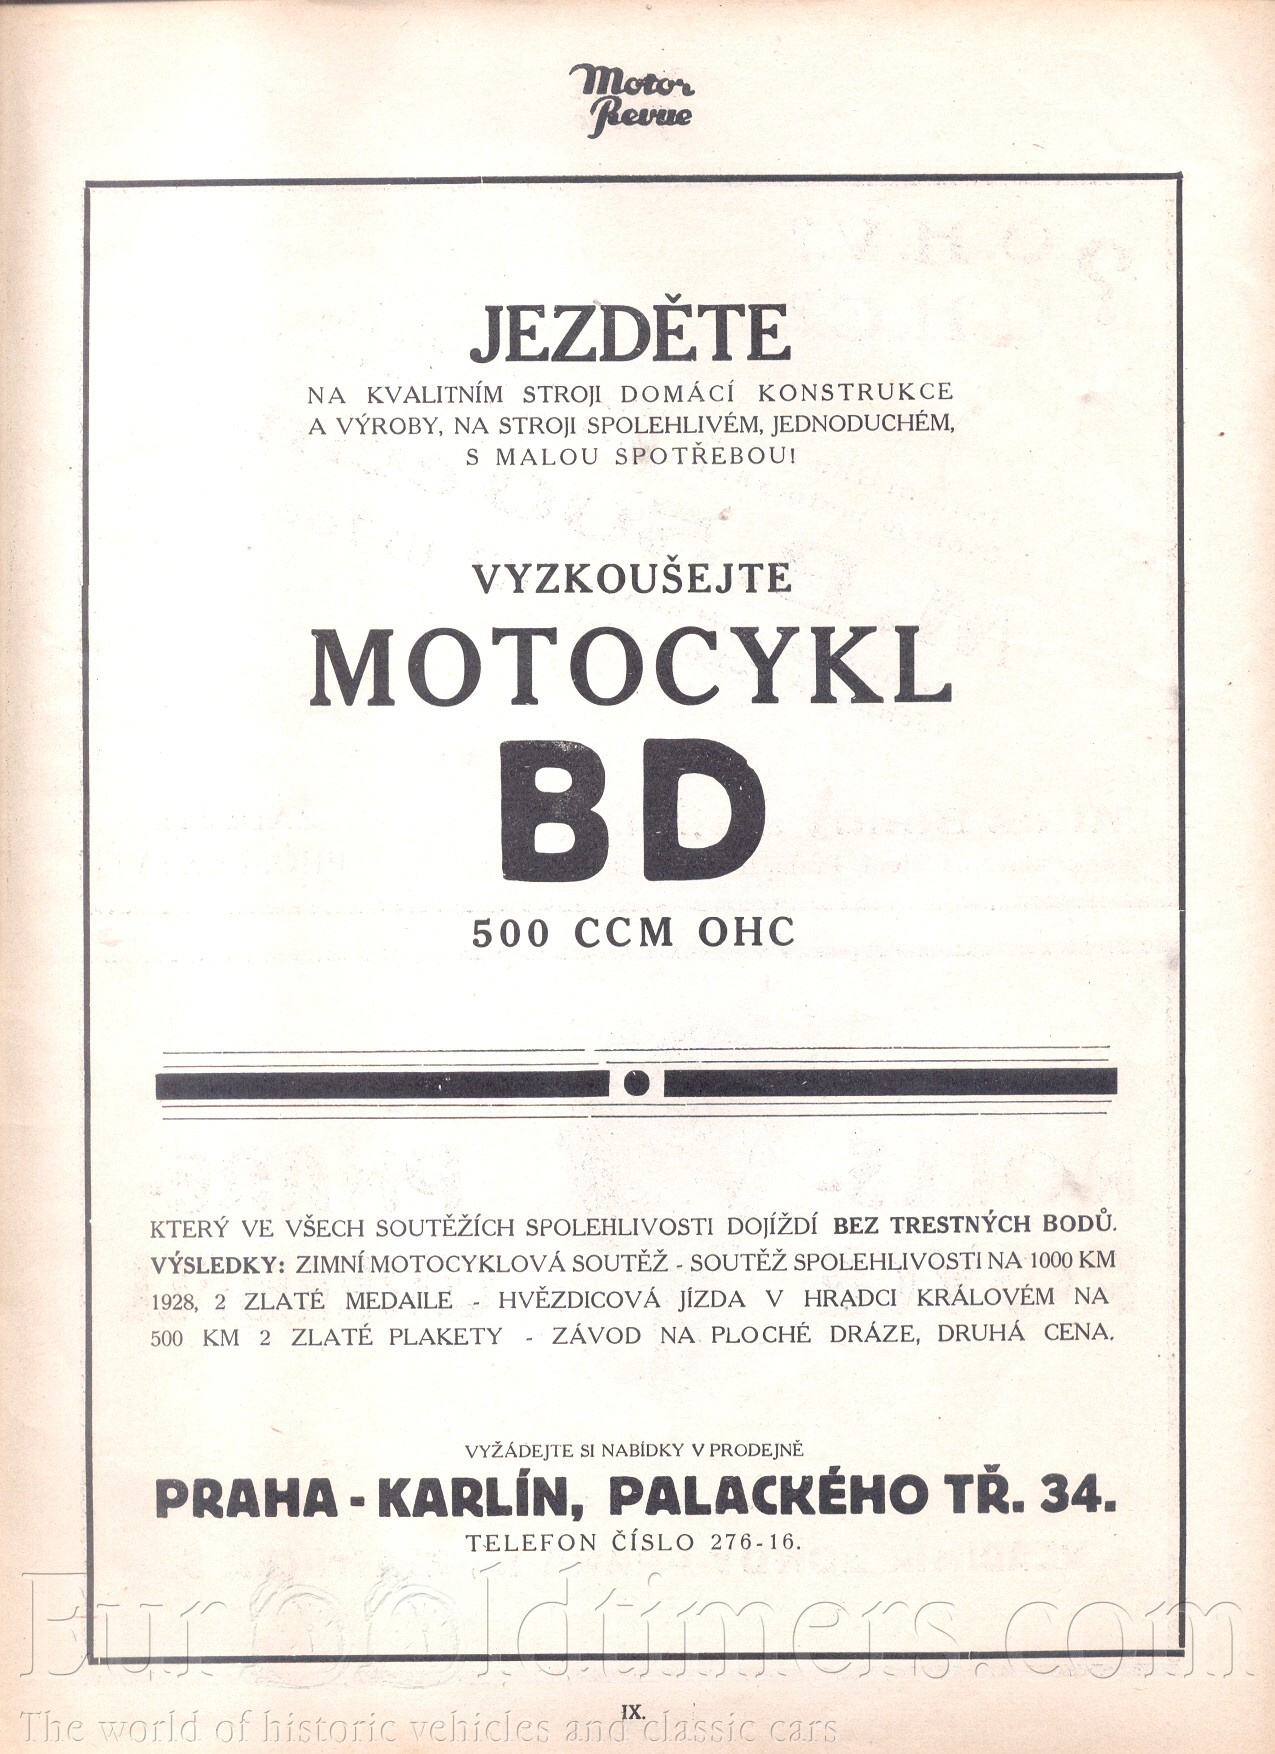 Motor
Revue
JEZDĚTE
NA KVALITNÍM STROJI DOMÁCÍ KONSTRUKCE
A VÝROBY, NA STROJI SPOLEHLIVÉM, JEDNODUCHÉM,
S MALOU SPOTŘEBOU!
VYZKOUŠEJTE
MOTOCYKL
BD
500 CCM OHC
KTERÝ VE VŠECH SOUTĚŽÍCH SPOLEHLIVOSTI DOJÍŽDÍ BEZ TRESTNÝCH BODŮ.
VÝSLEDKY: ZIMNÍ MOTOCYKLOVÁ SOUTĚŽ - SOUTĚŽ SPOLEHLIVOSTI NA 1000 KM
1928, 2 ZLATÉ MEDAILE - HVĚZDICOVÁ JÍZDA V HRADCI KRÁLOVÉM NA
500 KM 2 ZLATÉ PLAKETY - ZÁVOD NA PLOCHÉ DRÁZE, DRUHÁ CENA.
VYŽÁDEJTE SI NABÍDKY V PRODEJNĚ
PRAHA - KARLÍN, PALACKÉHO TŘ. 34.
TELEFON ČÍSLO 276-16.
EurOOldtimers.com
IX.
The world of historic vehicles and classic cars